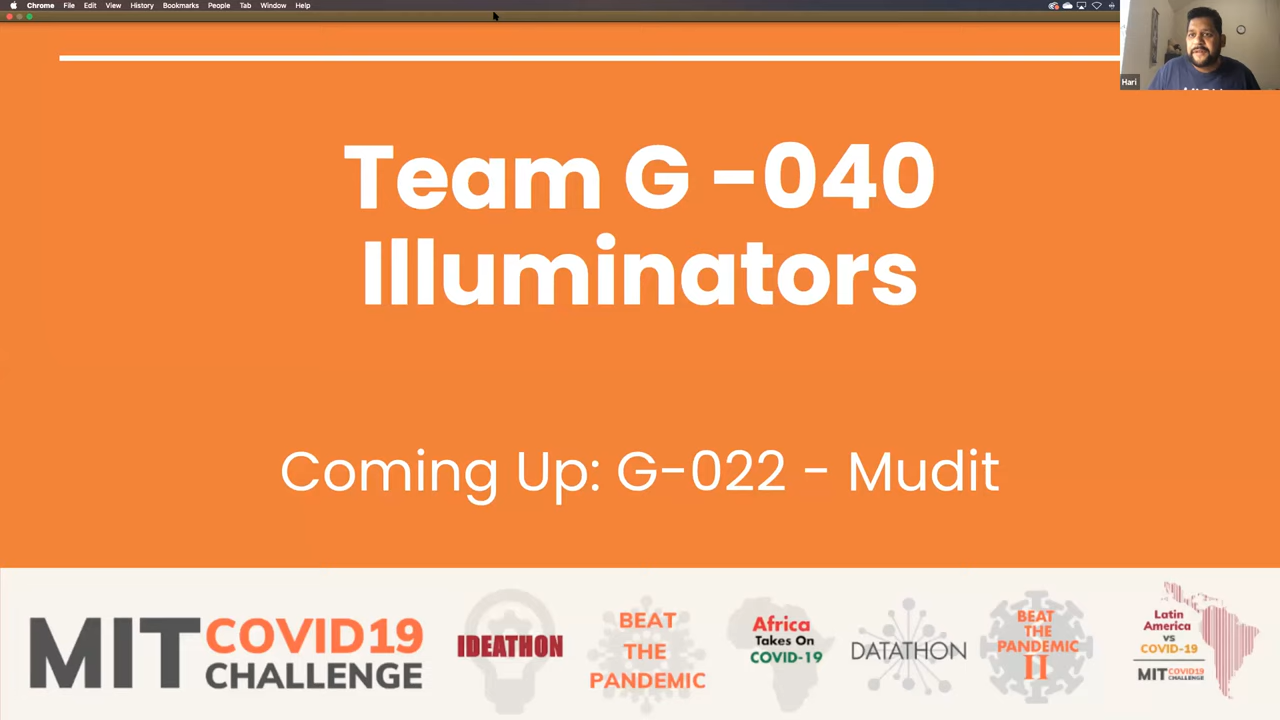 Chrome File Edit View History Bookmarks People Tab Window Help
Hari
Team G -040
Illuminators
Coming Up: G-022 - Mudit
MIT COVID19
CHALLENGE
IDEATHON
BEAT
THE
PANDEMIC
Africa
Takes On
COVID-19
DATATHON
BEAT
THE
PANDEMIC
II
Latin
America
vs
COVID-19
MIT COVID19
CHALLENGE